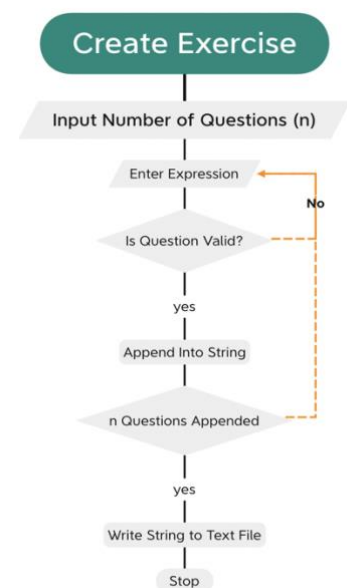 Create Exercise
Input Number of Questions (n)
Enter Expression
No
Is Question Valid?
yes
Append Into String
n Questions Appended
yes
Write String to Text File
Stop